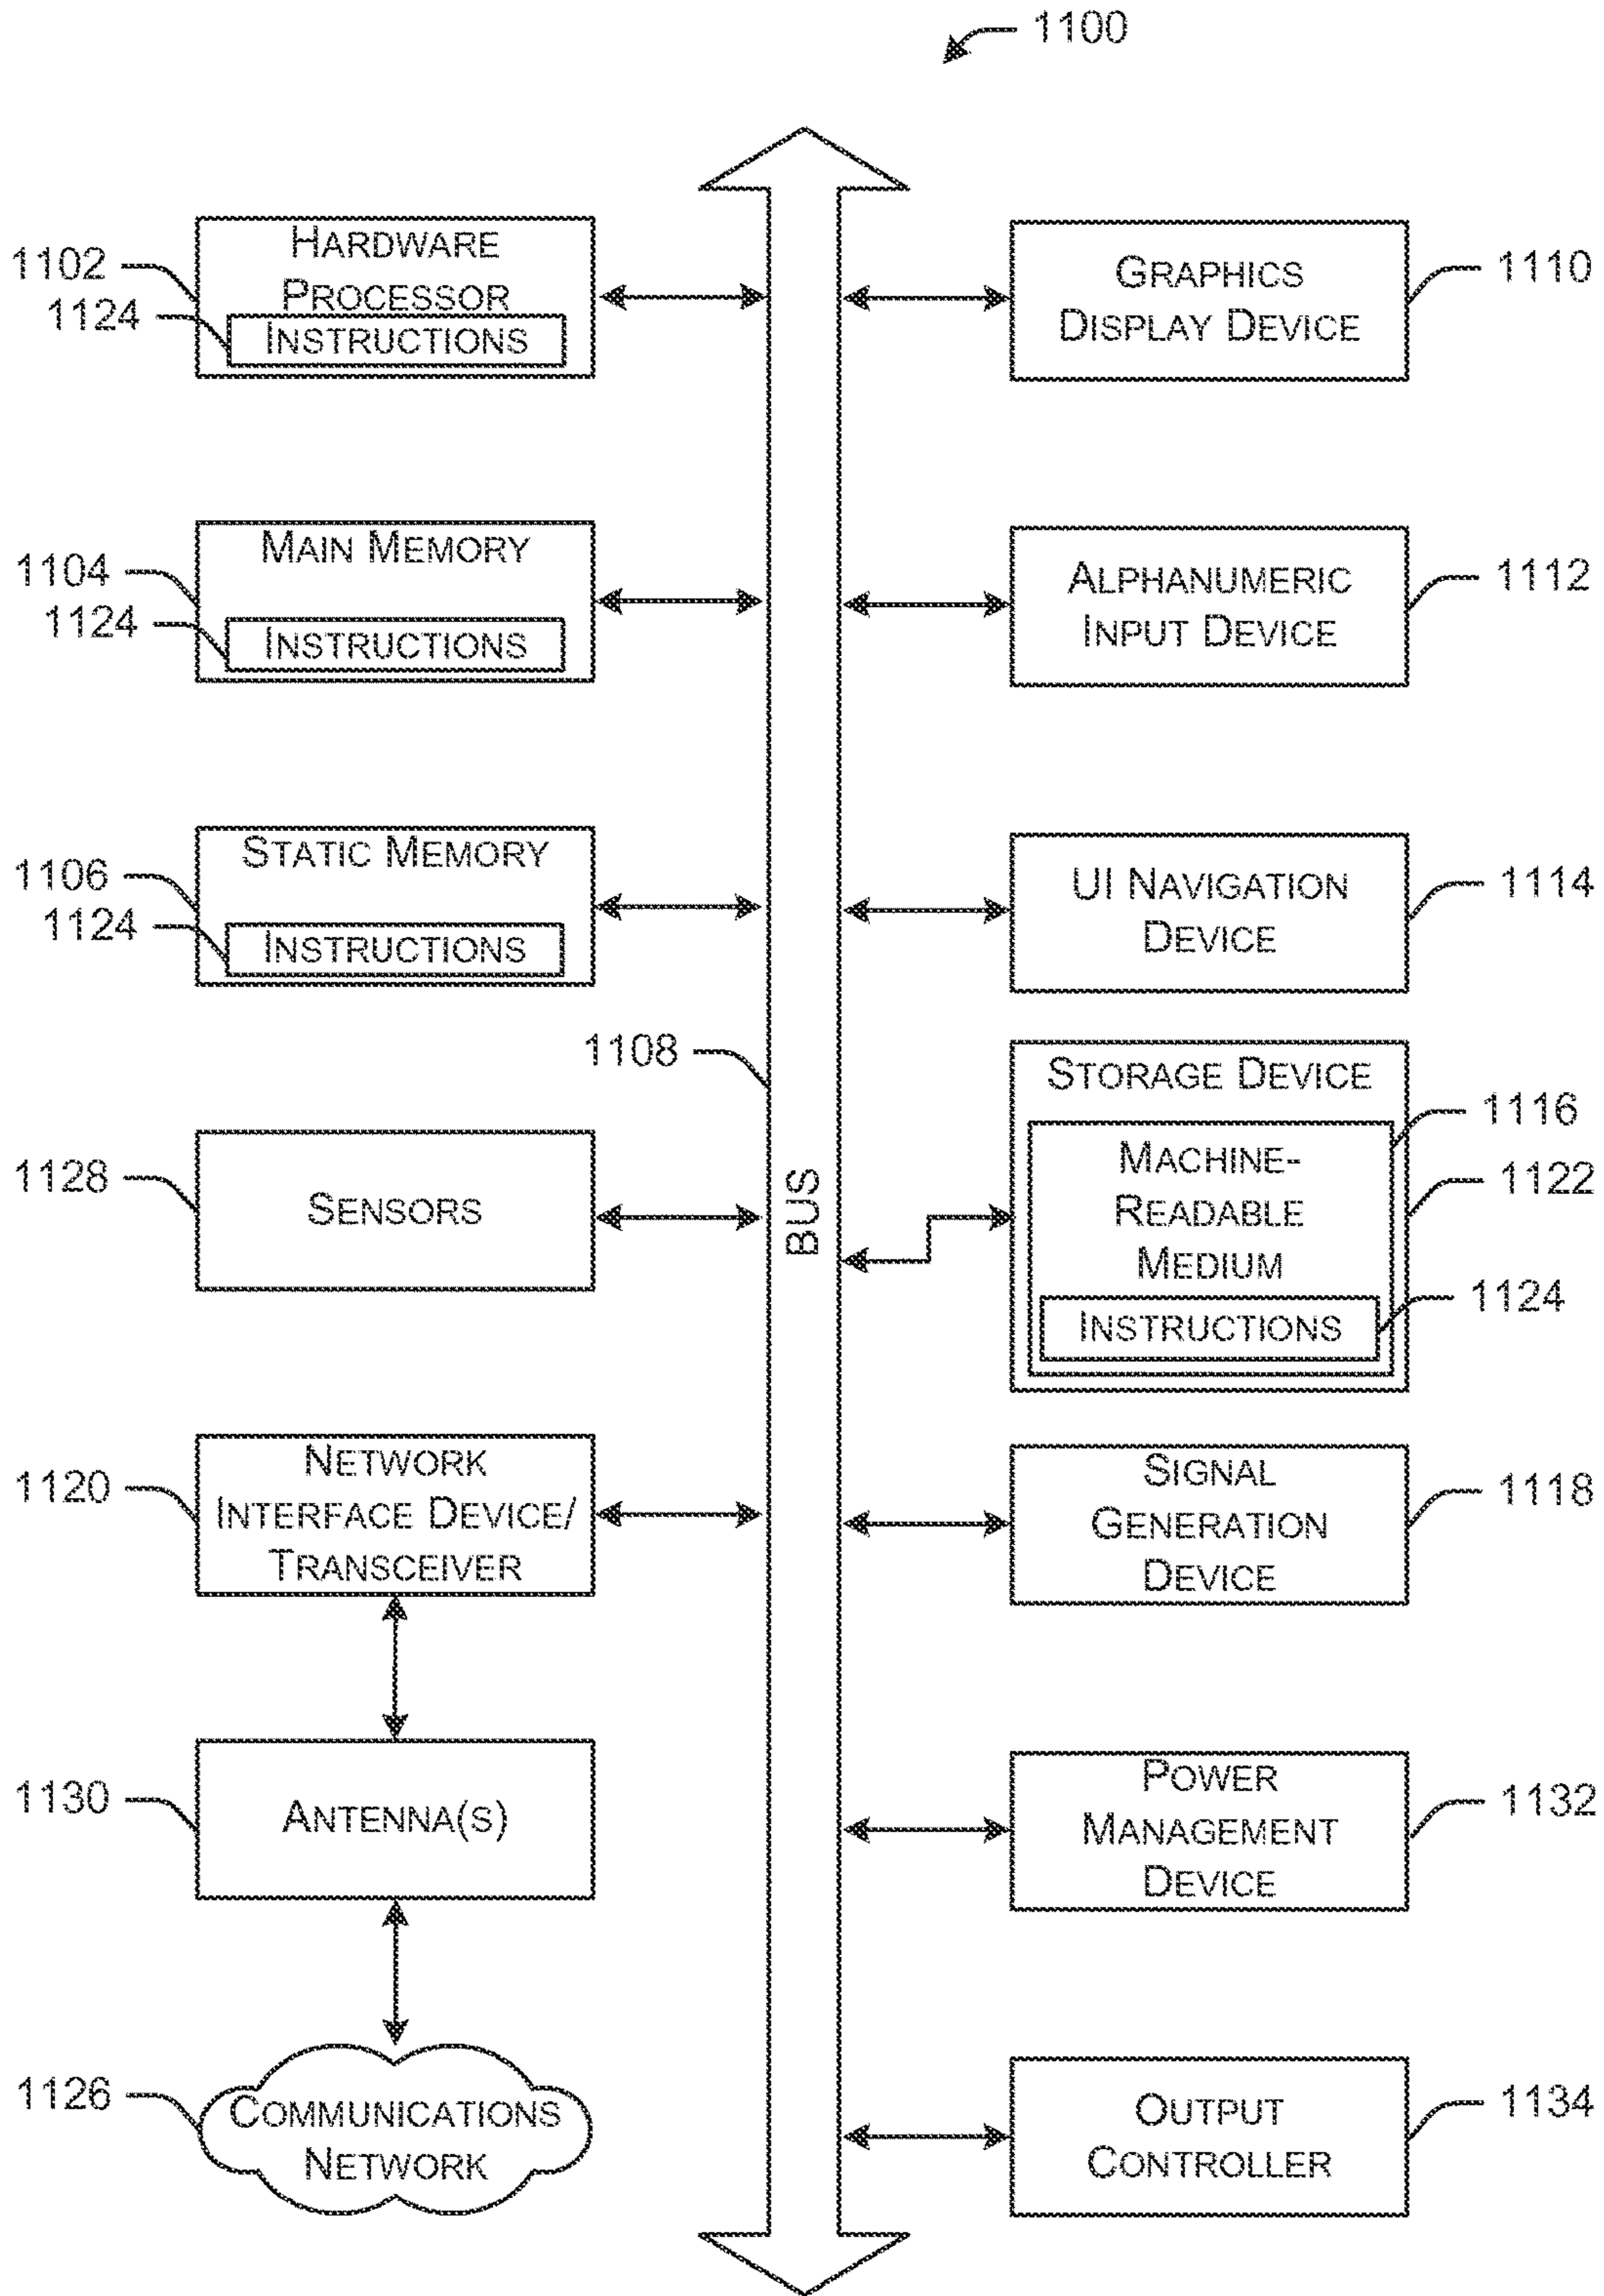 1100
HARDWARE
PROCESSOR
INSTRUCTIONS
1102
1124
GRAPHICS
DISPLAY DEVICE
1110
MAIN MEMORY
INSTRUCTIONS
1104
1124
ALPHANUMERIC
INPUT DEVICE
1112
STATIC MEMORY
INSTRUCTIONS
1106
1124
UI NAVIGATION
DEVICE
1114
1108
BUS
STORAGE DEVICE
MACHINE-
READABLE
MEDIUM
INSTRUCTIONS
1116
1122
1124
1128
SENSORS
1120
NETWORK
INTERFACE DEVICE/
TRANSCEIVER
SIGNAL
GENERATION
DEVICE
1118
1130
ANTENNA(S)
POWER
MANAGEMENT
DEVICE
1132
1126
COMMUNICATIONS
NETWORK
OUTPUT
CONTROLLER
1134